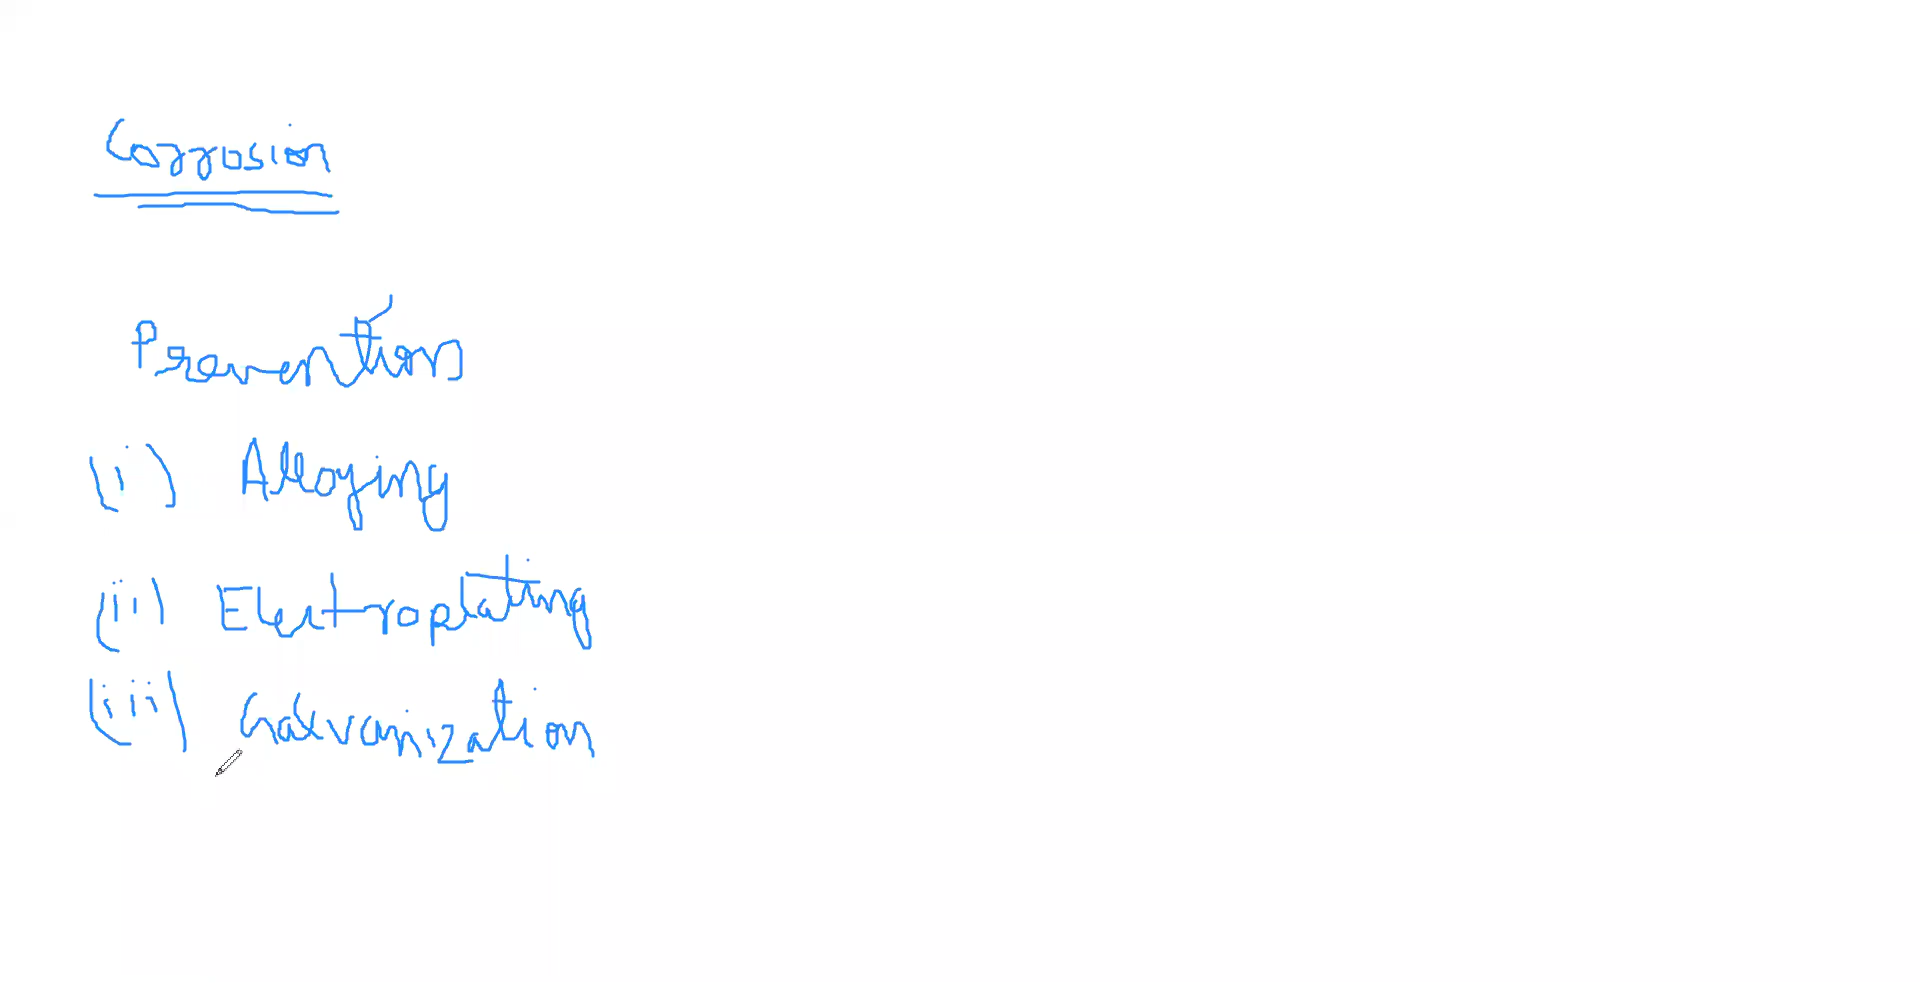 Corrosion
Prevention
(i) Alloying
(ii) Electroplating
(iii) Galvanization